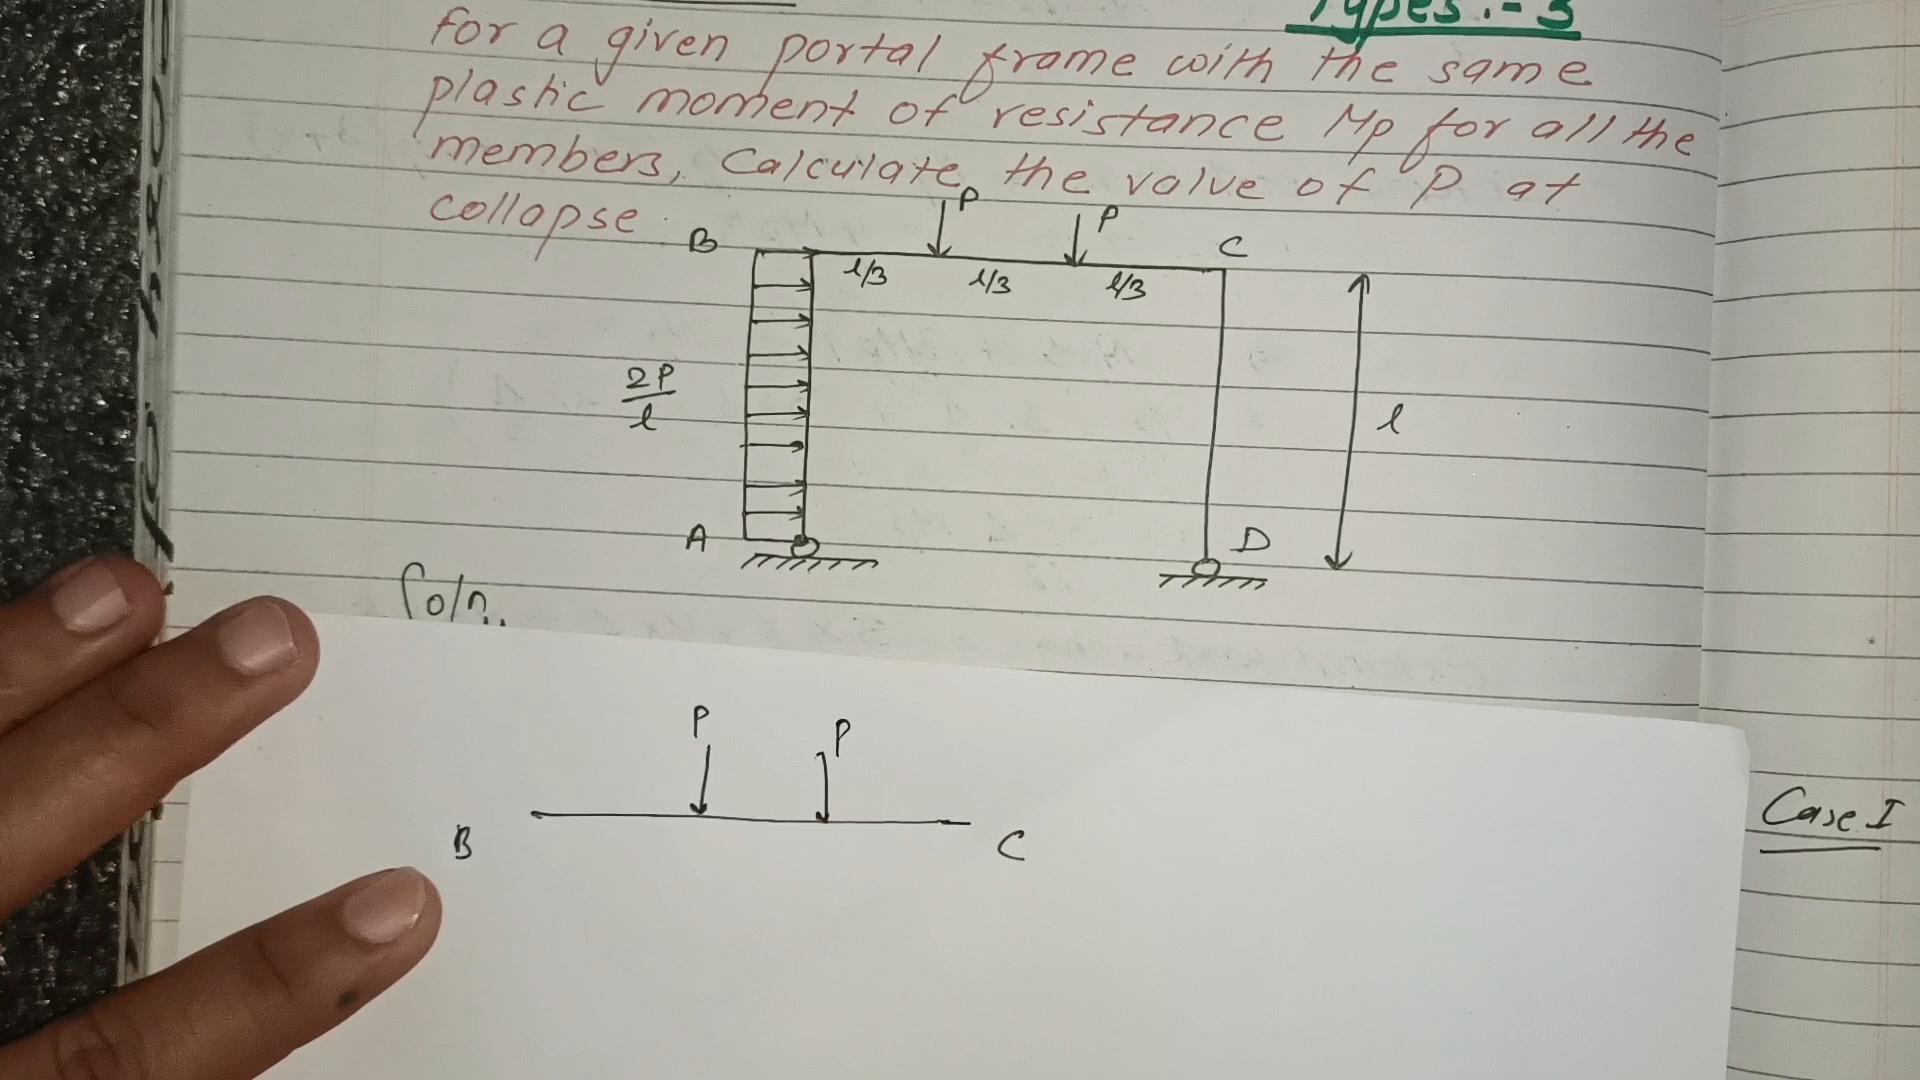 Types:- 3
for a given portal frame with the same
plastic moment of resistance Mp for all the
members, Calculate the value of P at
collapse.
P
P
B
C
l/3
l/3
l/3
2P
l
l
A
D
Soln.
P
P
B
C
Case I